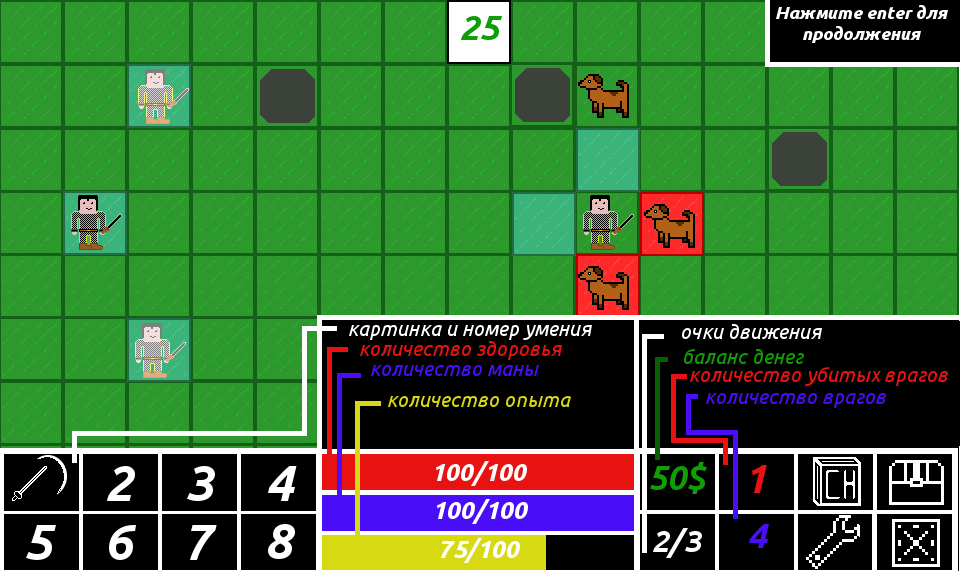 25
Нажмите enter для
продолжения
картинка и номер умения
количество здоровья
количество маны
количество опыта
очки движения
баланс денег
количество убитых врагов
количество врагов
2 3 4
5 6 7 8
100/100
100/100
75/100
50$ 1 CH
2/3 4